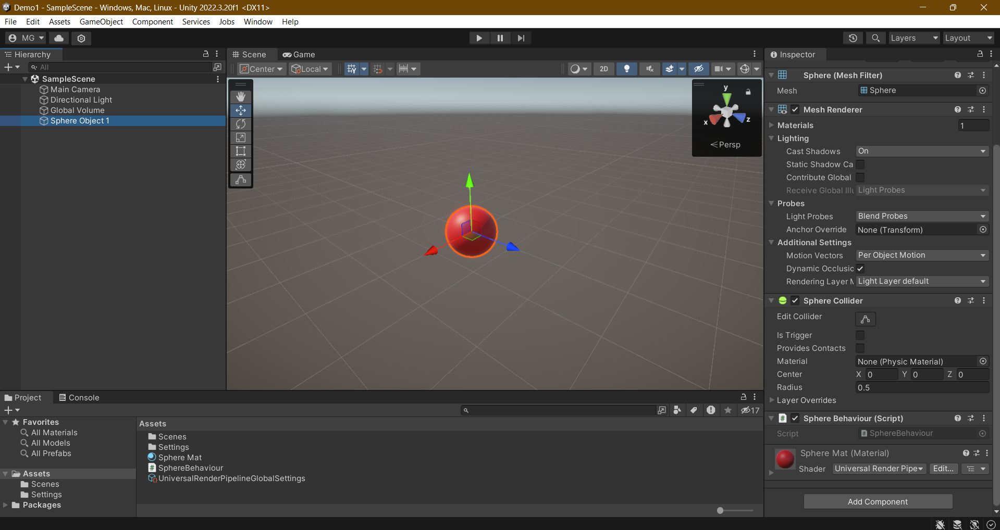 Demo1 - SampleScene - Windows, Mac, Linux - Unity 2022.3.20f1 <DX11>
File Edit Assets GameObject Component Services Jobs Window Help
MG Layers Layout
Hierarchy
All
SampleScene
Main Camera
Directional Light
Global Volume
Sphere Object 1
Scene Game
Center Local 2D
y
x
z
Persp
Inspector
Sphere (Mesh Filter)
Mesh Sphere
Mesh Renderer
Materials 1
Lighting
Cast Shadows On
Static Shadow Ca
Contribute Global
Receive Global Illu Light Probes
Probes
Light Probes Blend Probes
Anchor Override None (Transform)
Additional Settings
Motion Vectors Per Object Motion
Dynamic Occlusic
Rendering Layer M Light Layer default
Sphere Collider
Edit Collider
Is Trigger
Provides Contacts
Material None (Physic Material)
Center X 0 Y 0 Z 0
Radius 0.5
Layer Overrides
# Sphere Behaviour (Script)
Script SphereBehaviour
Sphere Mat (Material)
Shader Universal Render Pipe Edit...
Add Component
Project Console
17
Favorites
All Materials
All Models
All Prefabs
Assets
Scenes
Settings
Packages
Assets
Scenes
Settings
Sphere Mat
# SphereBehaviour
UniversalRenderPipelineGlobalSettings